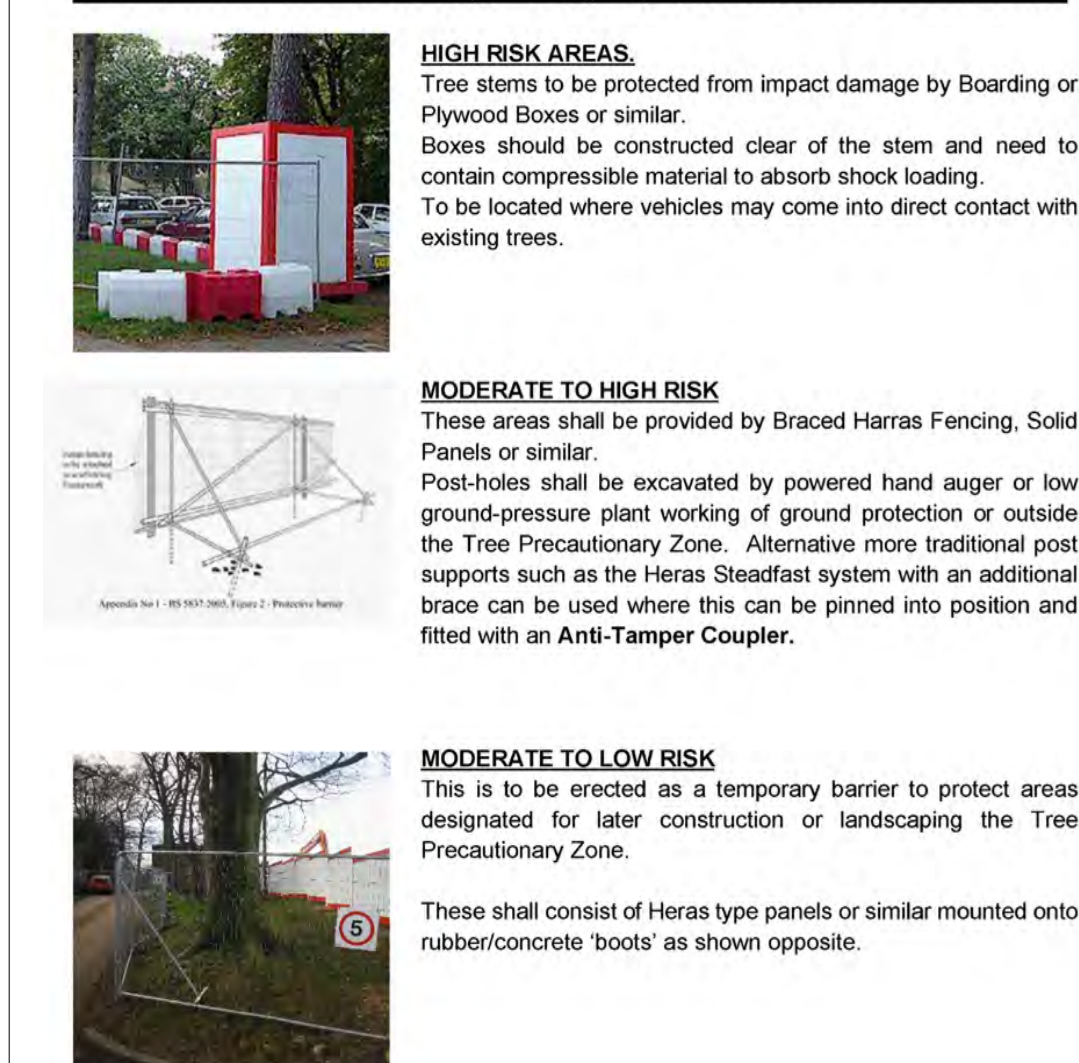 HIGH RISK AREAS.
Tree stems to be protected from impact damage by Boarding or
Plywood Boxes or similar.
Boxes should be constructed clear of the stem and need to
contain compressible material to absorb shock loading.
To be located where vehicles may come into direct contact with
existing trees.
MODERATE TO HIGH RISK
These areas shall be provided by Braced Harras Fencing, Solid
Panels or similar.
Post-holes shall be excavated by powered hand auger or low
ground-pressure plant working of ground protection or outside
the Tree Precautionary Zone. Alternative more traditional post
supports such as the Heras Steadfast system with an additional
brace can be used where this can be pinned into position and
fitted with an Anti-Tamper Coupler.
Appendix No 1 - BS 5837:2005, Figure 2 - Protective barrier
MODERATE TO LOW RISK
This is to be erected as a temporary barrier to protect areas
designated for later construction or landscaping the Tree
Precautionary Zone.
These shall consist of Heras type panels or similar mounted onto
rubber/concrete ‘boots’ as shown opposite.
5